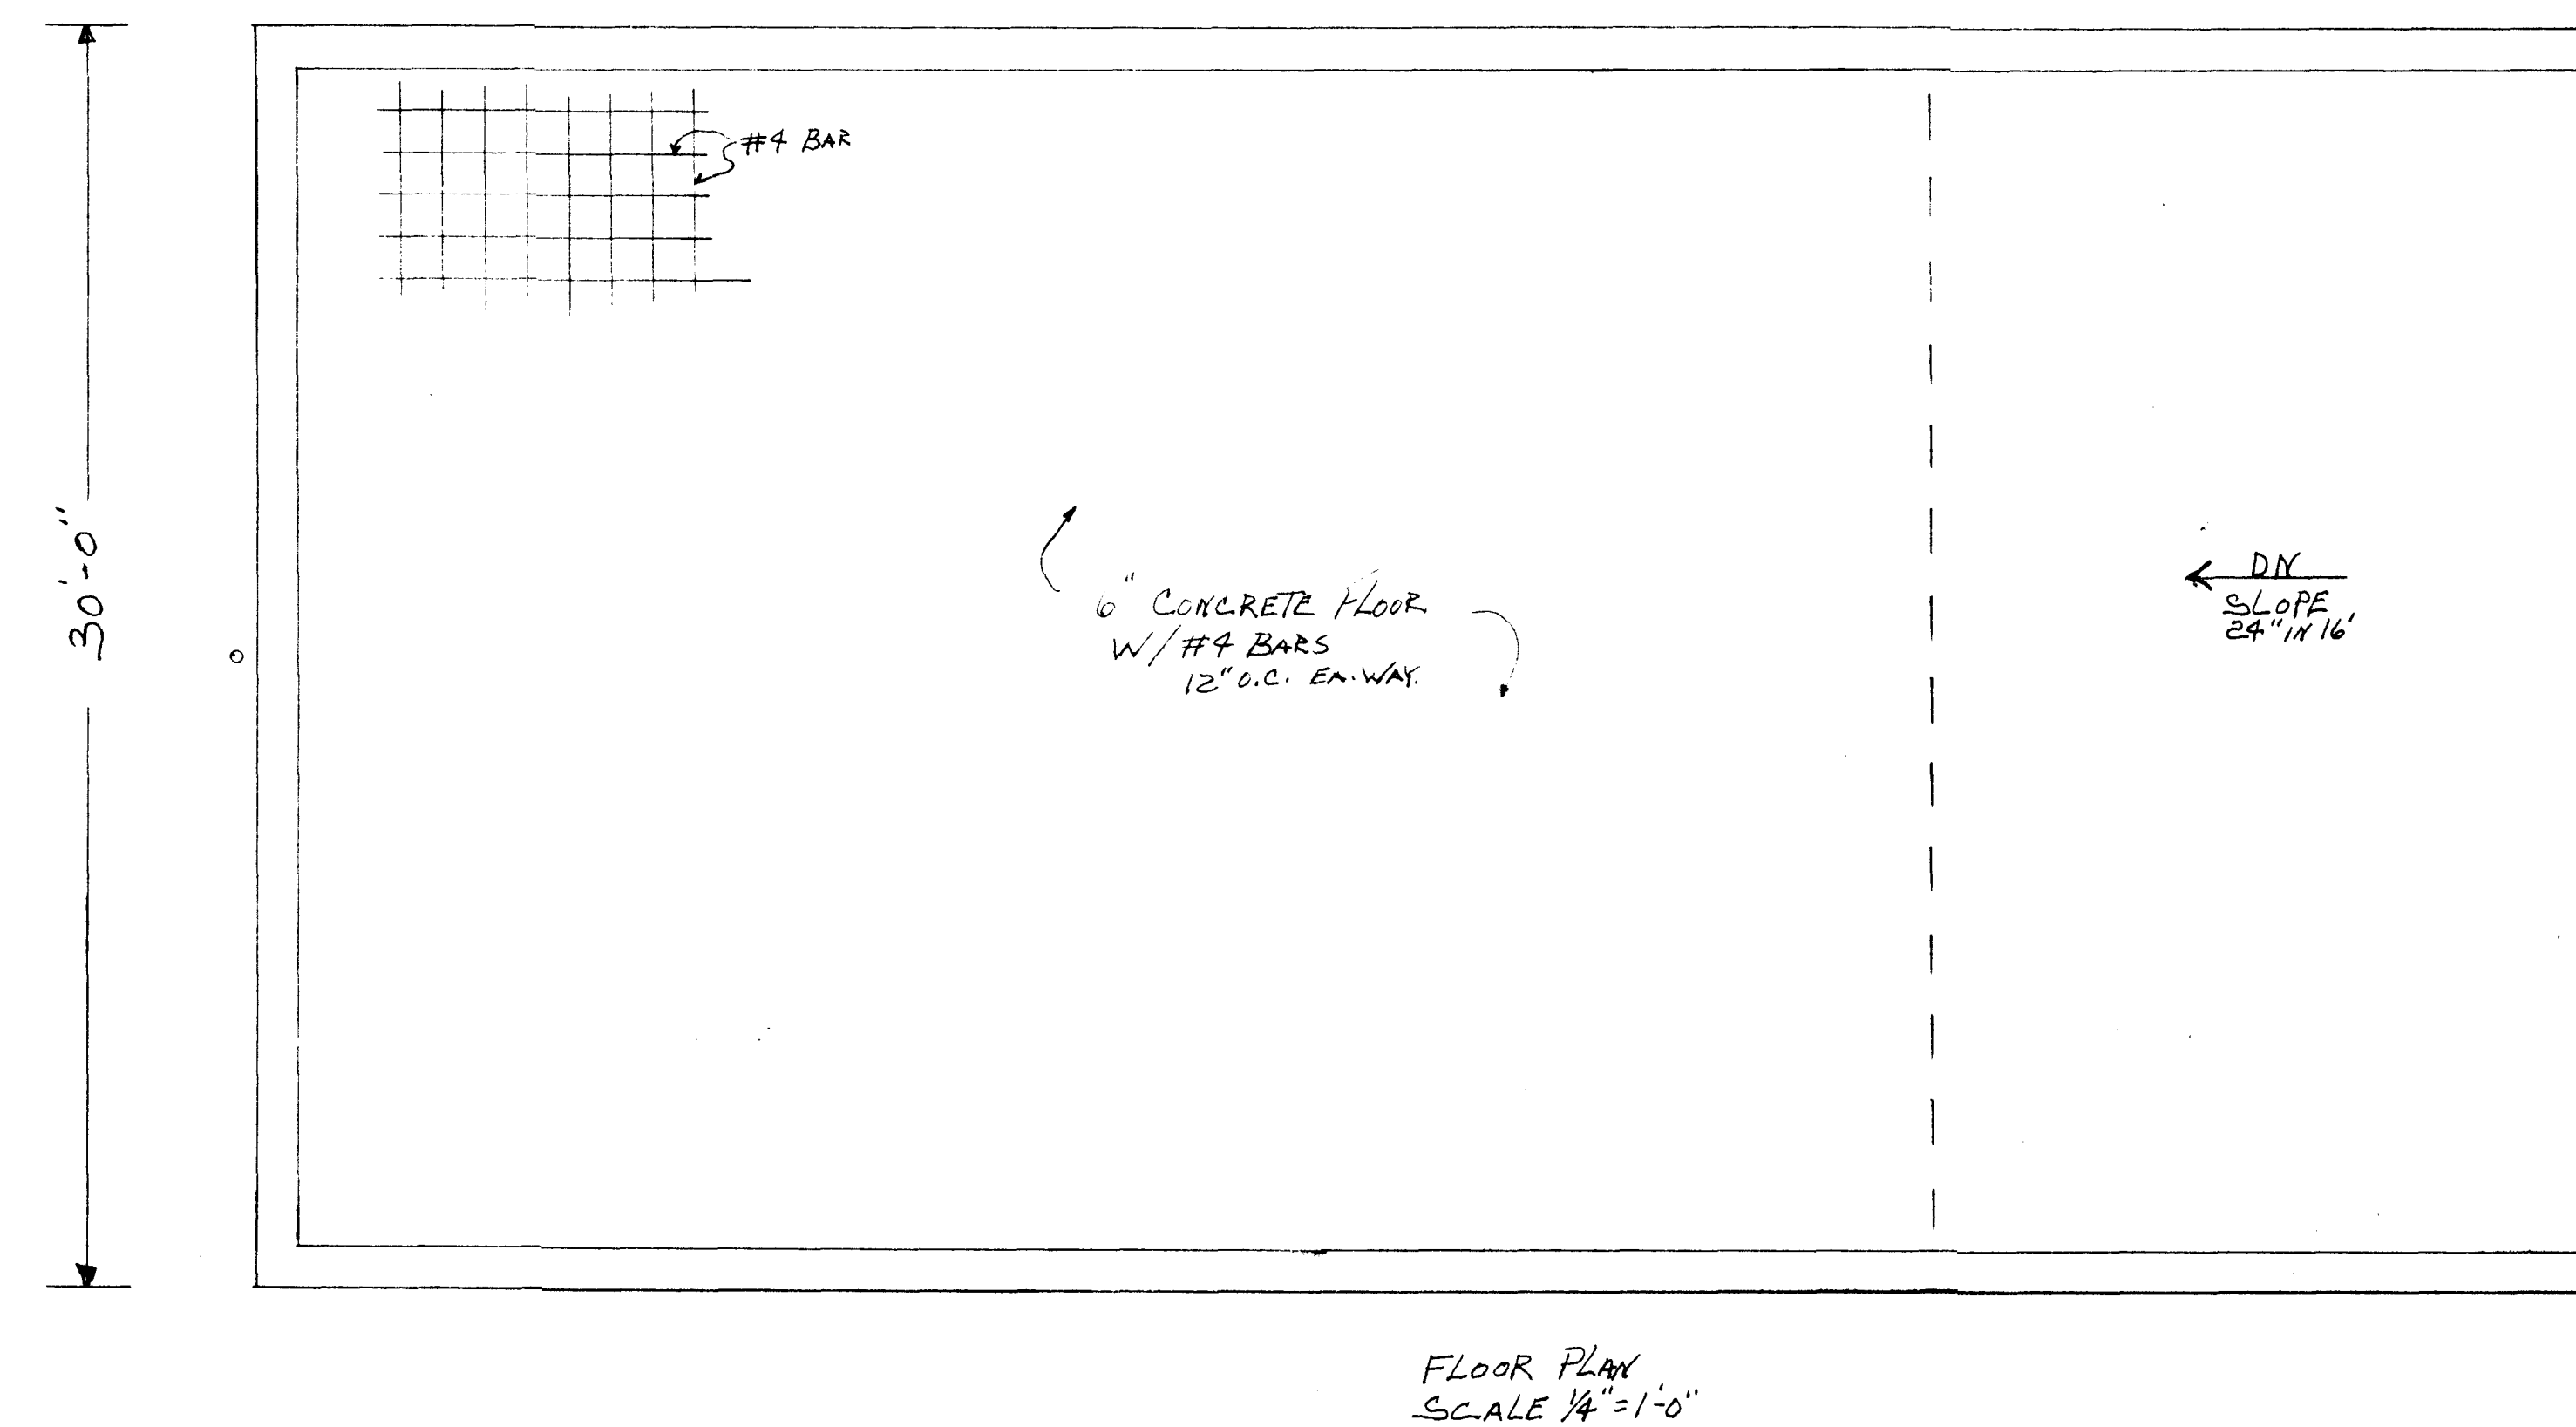 #4 BAR
30'-0"
6" CONCRETE FLOOR
W/ #4 BARS
12" O.C. EA. WAY.
DN
SLOPE
24" IN 16'
FLOOR PLAN
SCALE 1/4" = 1'-0"